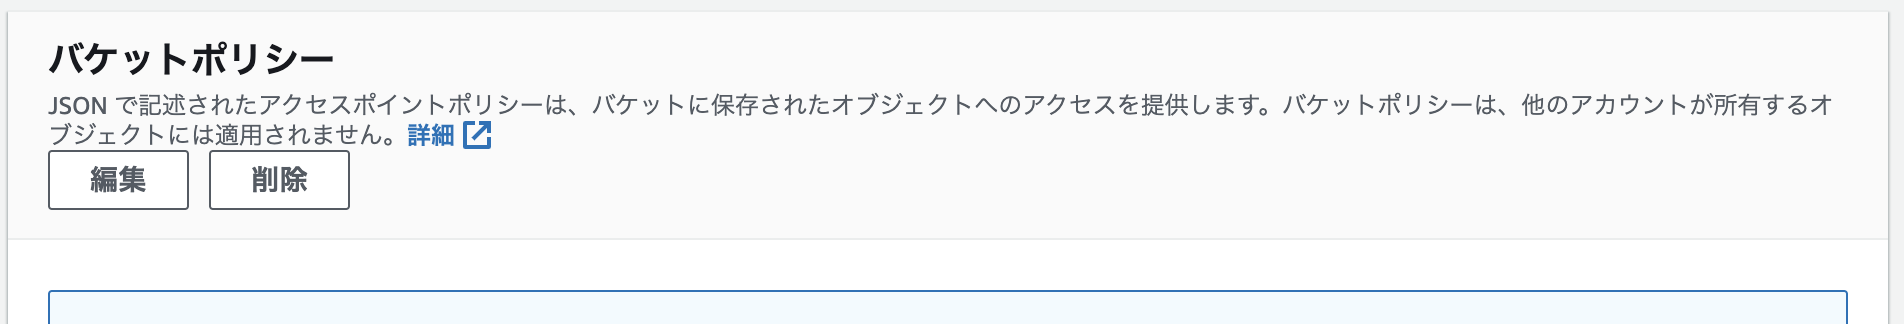 バケットポリシー
JSON で記述されたアクセスポイントポリシーは、バケットに保存されたオブジェクトへのアクセスを提供します。バケットポリシーは、他のアカウントが所有するオ
ブジェクトには適用されません。詳細
編集 削除